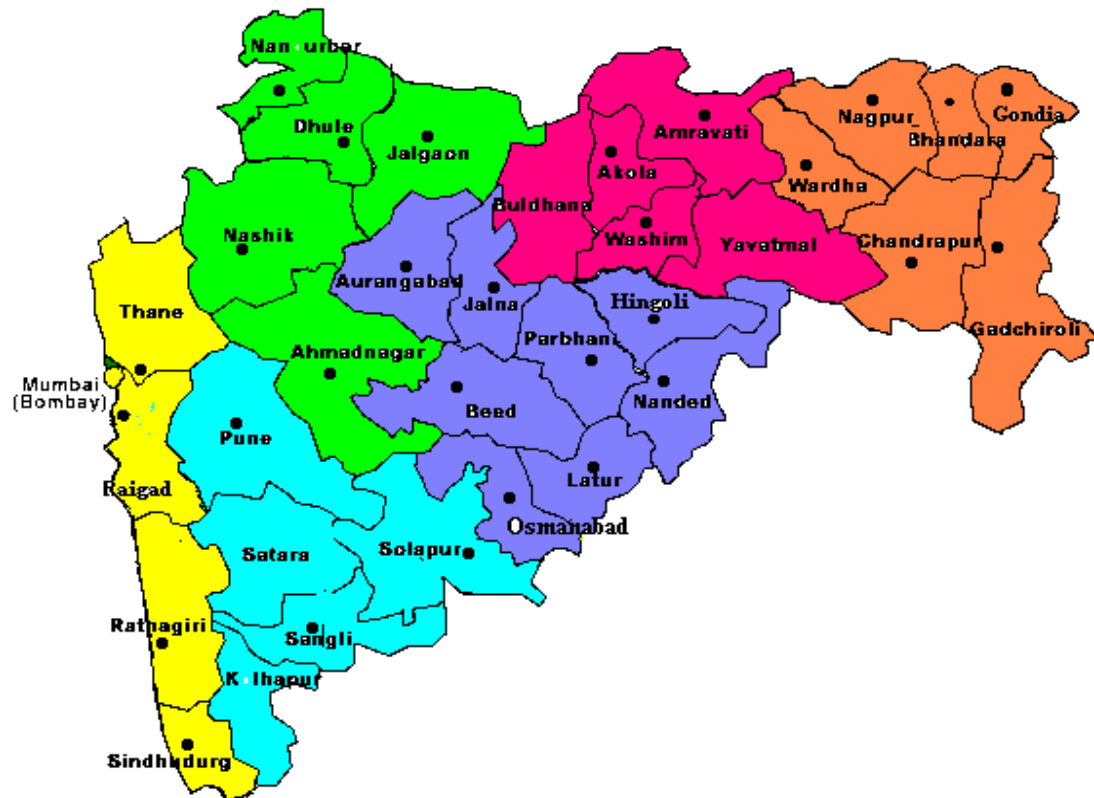 Nandurbar
Dhule
Jalgaon
Nashik
Buldhana
Akola
Amravati
Washim
Yavatmal
Nagpur
Bhandara
Gondia
Wardha
Chandrapur
Gadchiroli
Thane
Mumbai
(Bombay)
Raigad
Ahmadnagar
Aurangabad
Jalna
Hingoli
Parbhani
Beed
Nanded
Latur
Osmanabad
Pune
Satara
Solapur
Sangli
Kolhapur
Ratnagiri
Sindhudurg